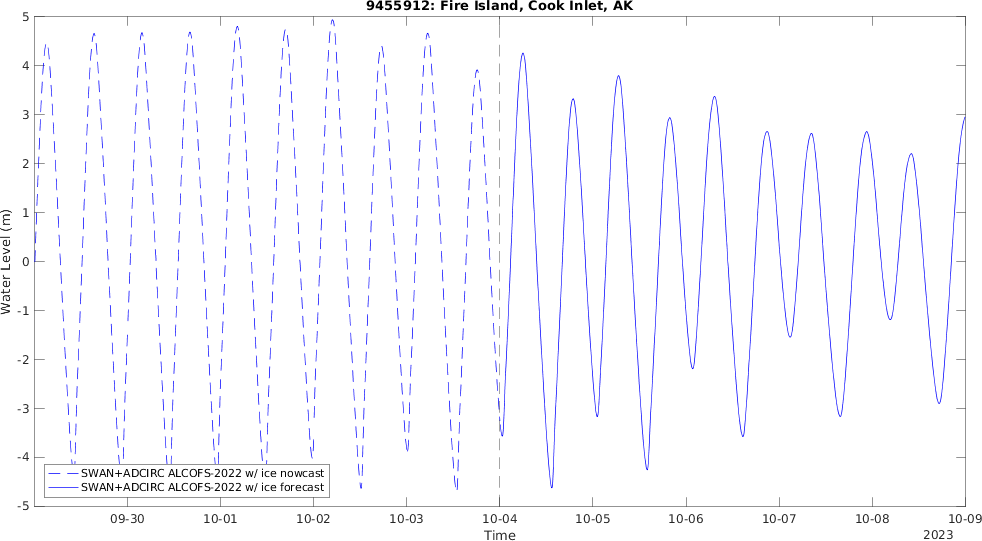 9455912: Fire Island, Cook Inlet, AK
5
4
3
2
1
0
-1
-2
-3
-4
-5
Water Level (m)
SWAN+ADCIRC ALCOFS-2022 w/ ice nowcast
SWAN+ADCIRC ALCOFS-2022 w/ ice forecast
09-30 10-01 10-02 10-03 10-04 10-05 10-06 10-07 10-08 10-09
Time
2023